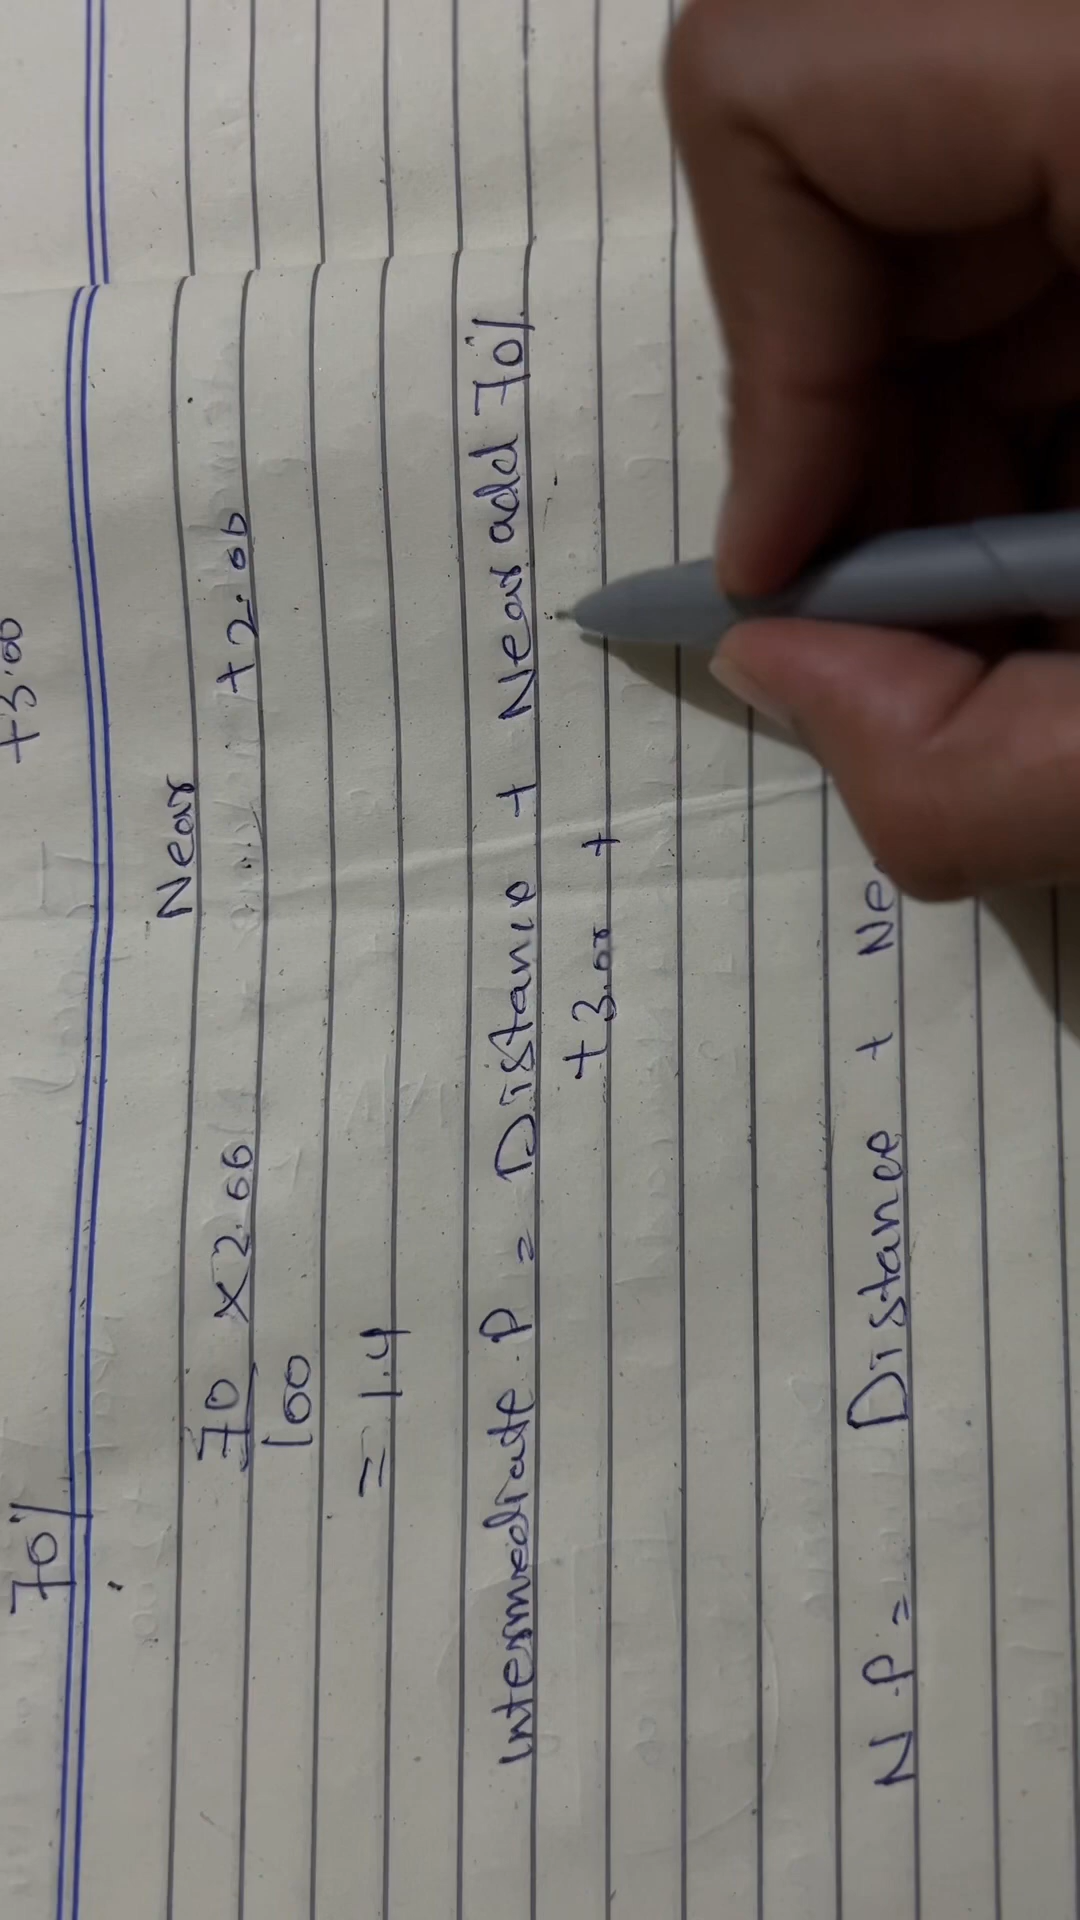 70%
+3.00
Near
70 ×2.00 +2.00
100
= 1.4
Intermediate P = Distance + Near add 70%
+3.00 +
N.P = Distance + Ne